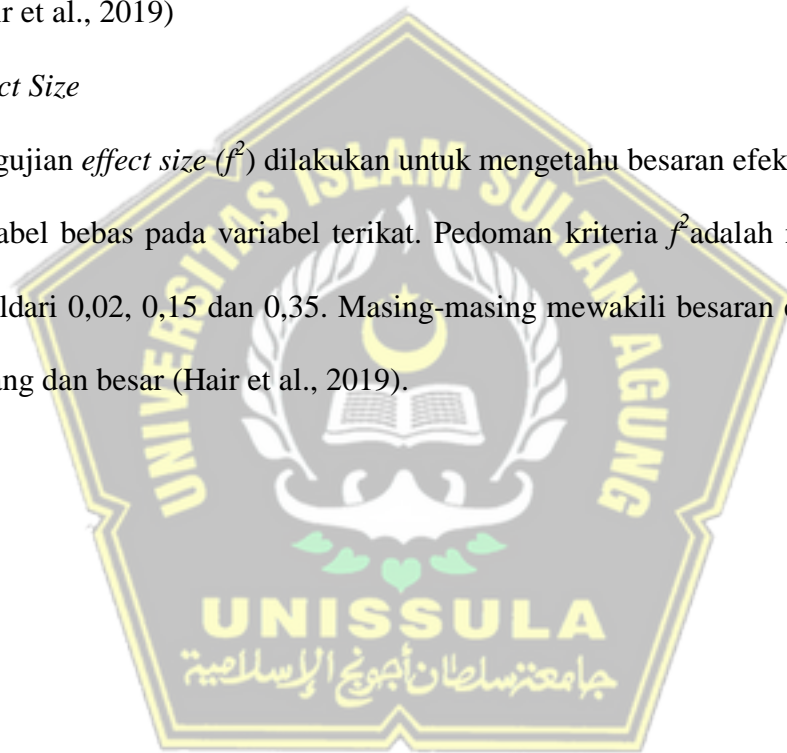 ir et al., 2019)
ct Size
gujian effect size (f²) dilakukan untuk mengetahu besaran efek
abel bebas pada variabel terikat. Pedoman kriteria f²adalah
ldari 0,02, 0,15 dan 0,35. Masing-masing mewakili besaran
ang dan besar (Hair et al., 2019).
UNIVERSITAS ISLAM SULTAN AGUNG
UNISSULA
جامعة سلطان أجونج الإسلامية